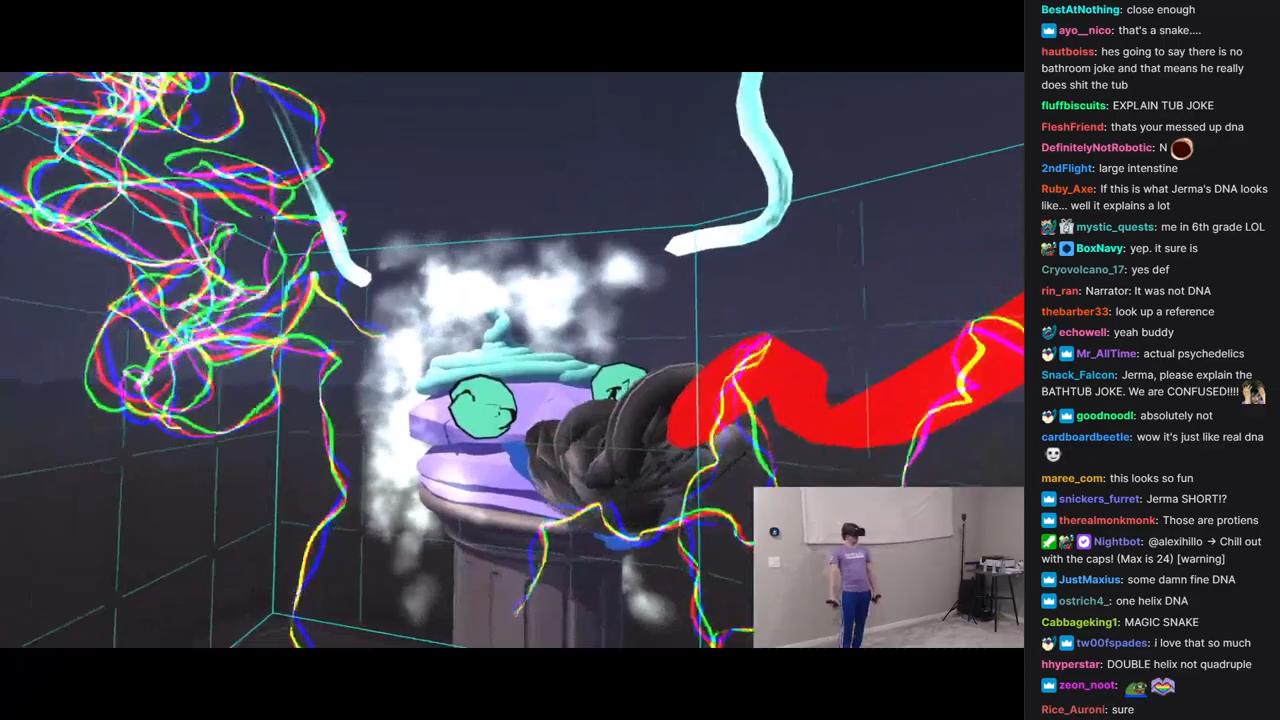 BestAtNothing: close enough
ayo__nico: that's a snake....
hautboiss: hes going to say there is no
bathroom joke and that means he really
does shit the tub
fluffbiscuits: EXPLAIN TUB JOKE
FleshFriend: thats your messed up dna
DefinitelyNotRobotic: N
2ndFlight: large intenstine
Ruby_Axe: If this is what Jerma's DNA looks
like... well it explains a lot
mystic_quests: me in 6th grade LOL
BoxNavy: yep. it sure is
Cryovolcano_17: yes def
rin_ran: Narrator: It was not DNA
thebarber33: look up a reference
echowell: yeah buddy
Mr_AllTime: actual psychedelics
Snack_Falcon: Jerma, please explain the
BATHTUB JOKE. We are CONFUSED!!!!
goodnoodl: absolutely not
cardboardbeetle: wow it's just like real dna
maree_com: this looks so fun
snickers_furret: Jerma SHORT!?
therealmonkmonk: Those are protiens
Nightbot: @alexihillo -> Chill out
with the caps! (Max is 24) [warning]
JustMaxius: some damn fine DNA
ostrich4_: one helix DNA
Cabbageking1: MAGIC SNAKE
tw00fspades: i love that so much
hhyperstar: DOUBLE helix not quadruple
zeon_noot:
Rice_Auroni: sure